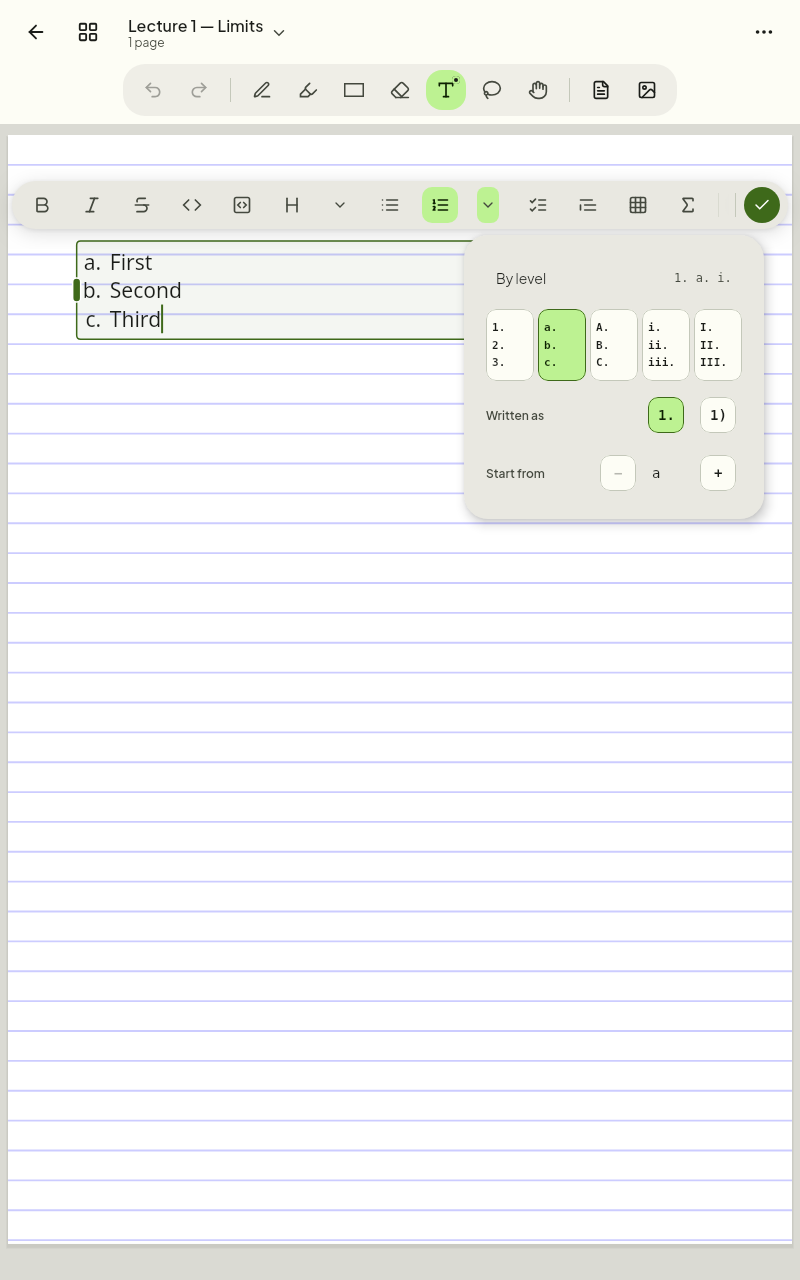 Lecture 1 — Limits
1 page
a. First
b. Second
c. Third
By level 1. a. i.
1. a. A. i. I.
2. b. B. ii. II.
3. c. C. iii. III.
Written as 1. 1)
Start from − a +